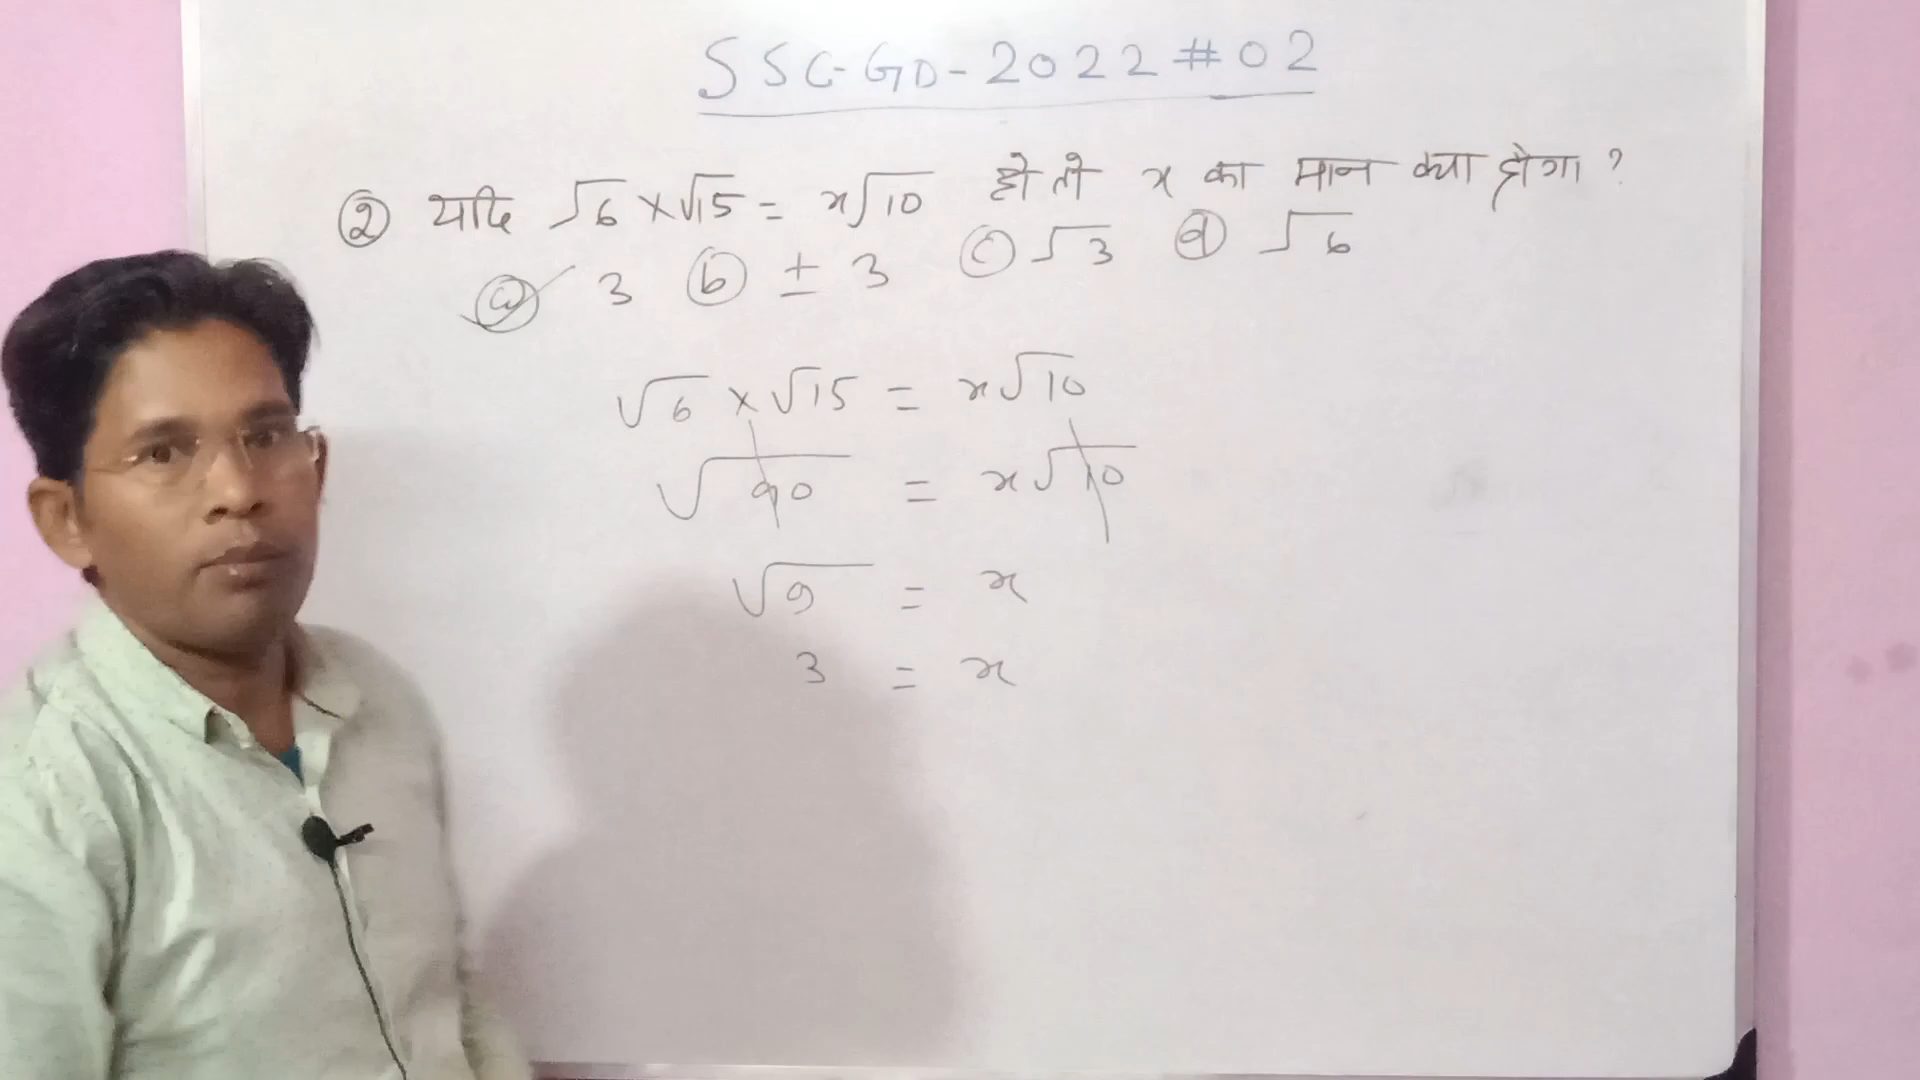 SSC-GD-2022#02
② यदि √6 × √15 = x√10 हो तो x का मान क्या होगा ?
ⓐ 3 ⓑ ± 3 ⓒ √3 ⓓ √6
√6 × √15 = x√10
√90 = x√10
√9 = x
3 = x